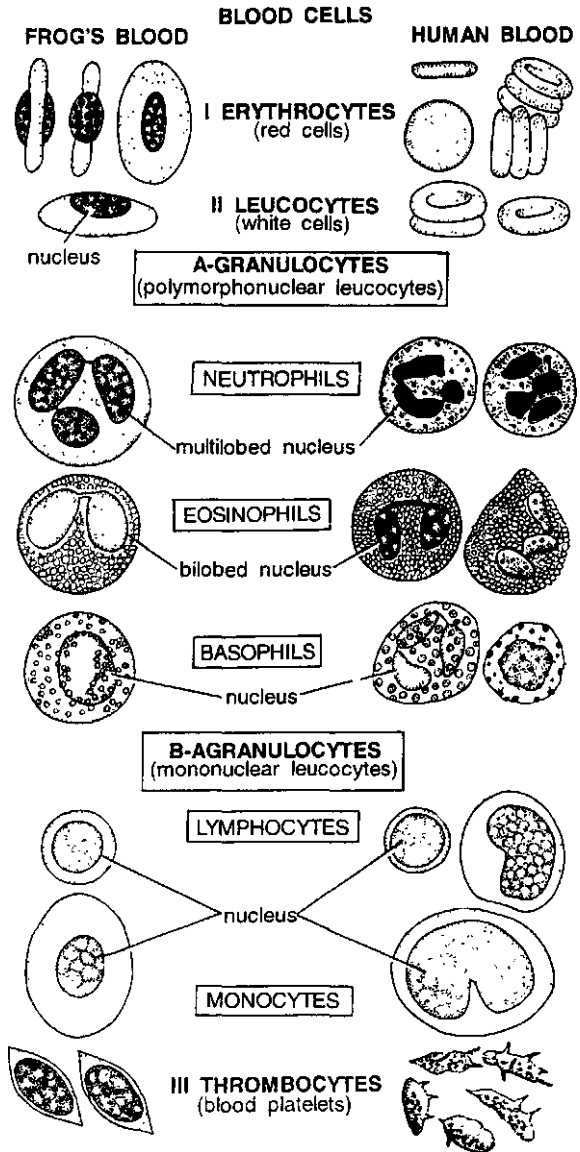 BLOOD CELLS
FROG'S BLOOD
HUMAN BLOOD
I ERYTHROCYTES
(red cells)
II LEUCOCYTES
(white cells)
nucleus
A-GRANULOCYTES
(polymorphonuclear leucocytes)
NEUTROPHILS
multilobed nucleus
EOSINOPHILS
bilobed nucleus
BASOPHILS
nucleus
B-AGRANULOCYTES
(mononuclear leucocytes)
LYMPHOCYTES
nucleus
MONOCYTES
III THROMBOCYTES
(blood platelets)